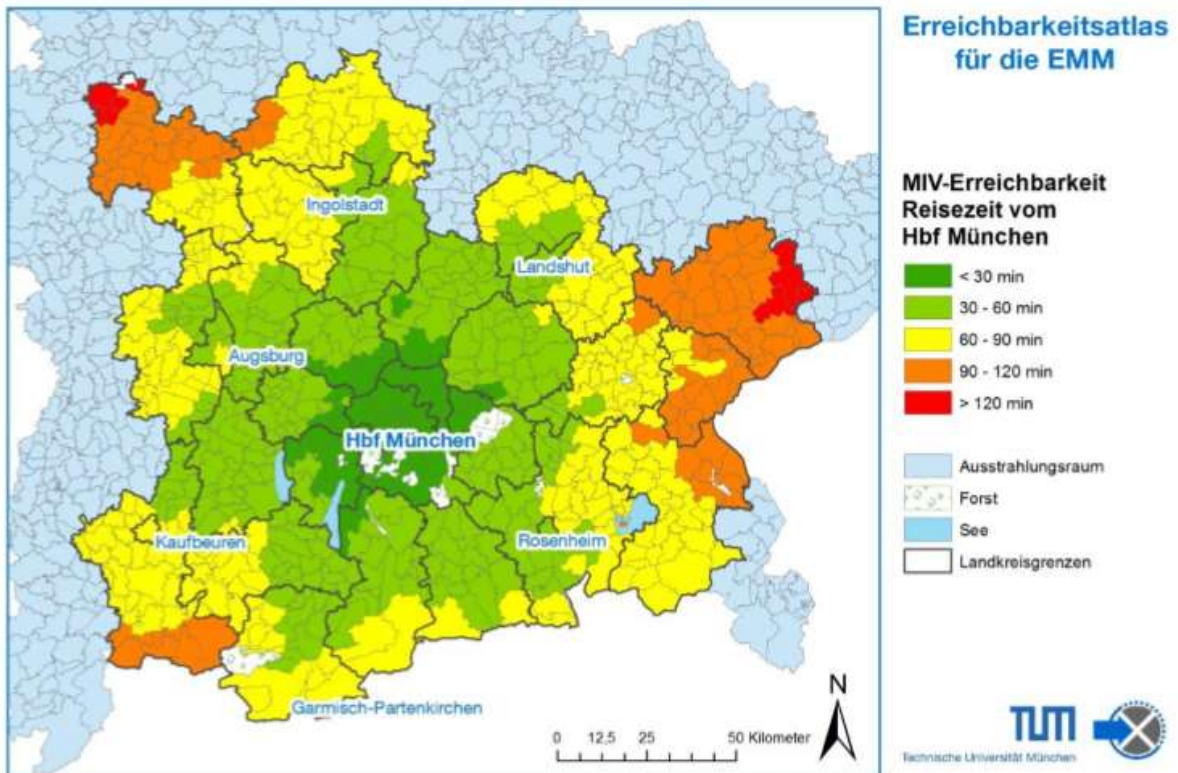 Erreichbarkeitsatlas
für die EMM
MIV-Erreichbarkeit
Reisezeit vom
Hbf München
< 30 min
30 - 60 min
60 - 90 min
90 - 120 min
> 120 min
Ausstrahlungsraum
Forst
See
Landkreisgrenzen
Ingolstadt
Landshut
Augsburg
Hbf München
Kaufbeuren
Rosenheim
Garmisch-Partenkirchen
N
0 12,5 25 50 Kilometer
TUM
Technische Universität München